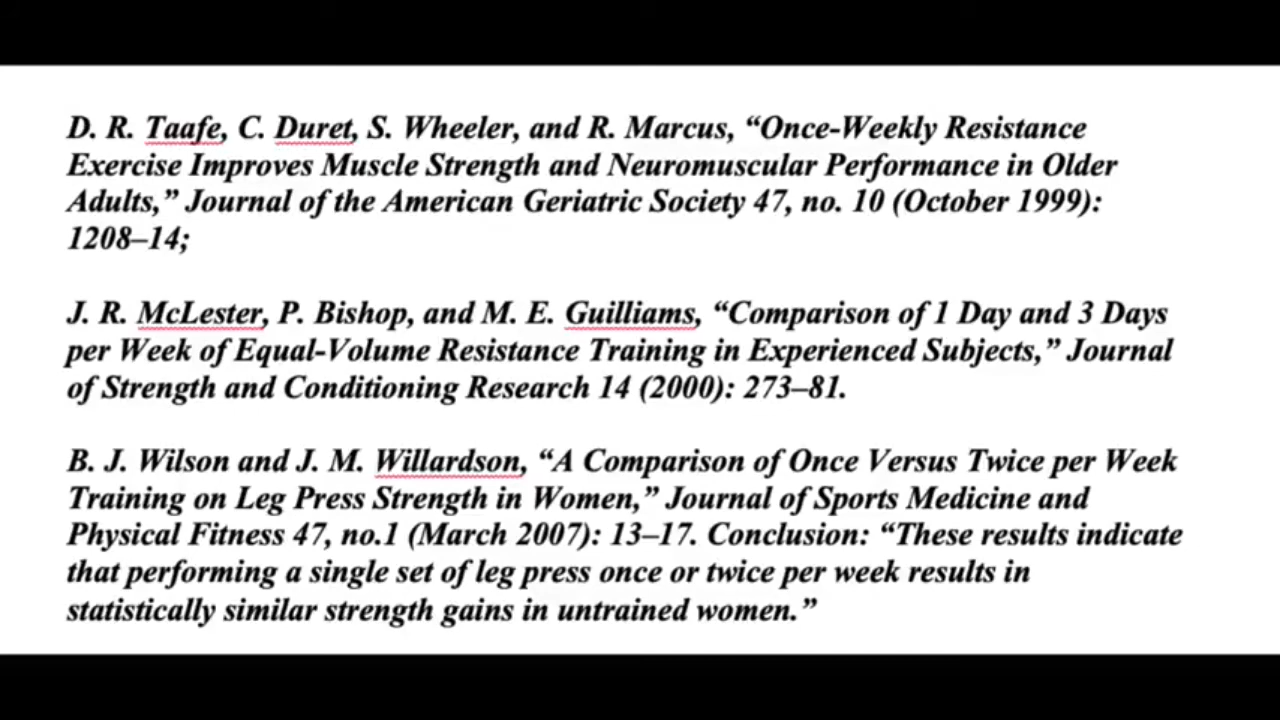 D. R. Taafe, C. Duret, S. Wheeler, and R. Marcus, “Once-Weekly Resistance
Exercise Improves Muscle Strength and Neuromuscular Performance in Older
Adults,” Journal of the American Geriatric Society 47, no. 10 (October 1999):
1208–14;
J. R. McLester, P. Bishop, and M. E. Guilliams, “Comparison of 1 Day and 3 Days
per Week of Equal-Volume Resistance Training in Experienced Subjects,” Journal
of Strength and Conditioning Research 14 (2000): 273–81.
B. J. Wilson and J. M. Willardson, “A Comparison of Once Versus Twice per Week
Training on Leg Press Strength in Women,” Journal of Sports Medicine and
Physical Fitness 47, no.1 (March 2007): 13–17. Conclusion: “These results indicate
that performing a single set of leg press once or twice per week results in
statistically similar strength gains in untrained women.”